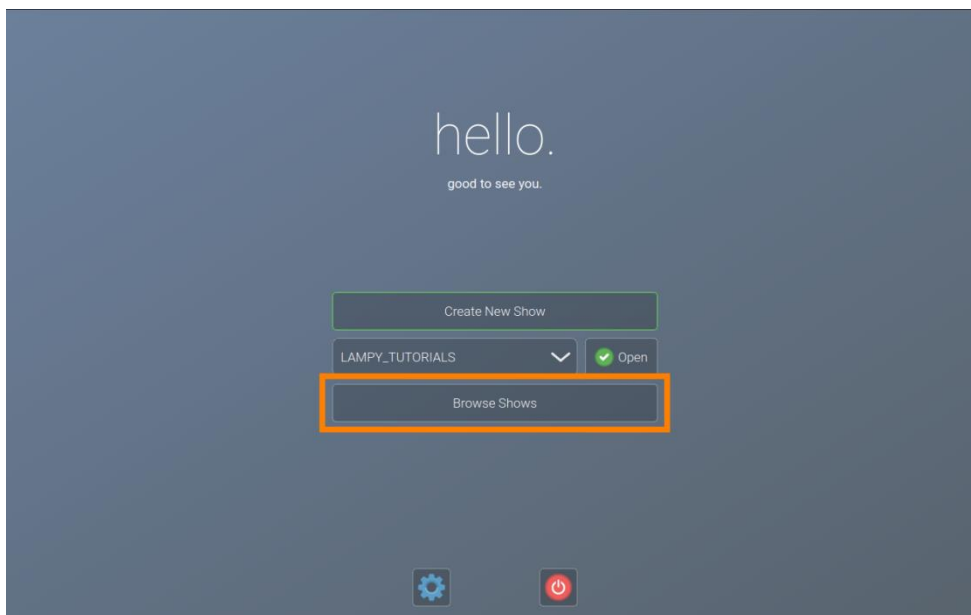 hello.
good to see you.
Create New Show
LAMPY_TUTORIALS
Open
Browse Shows